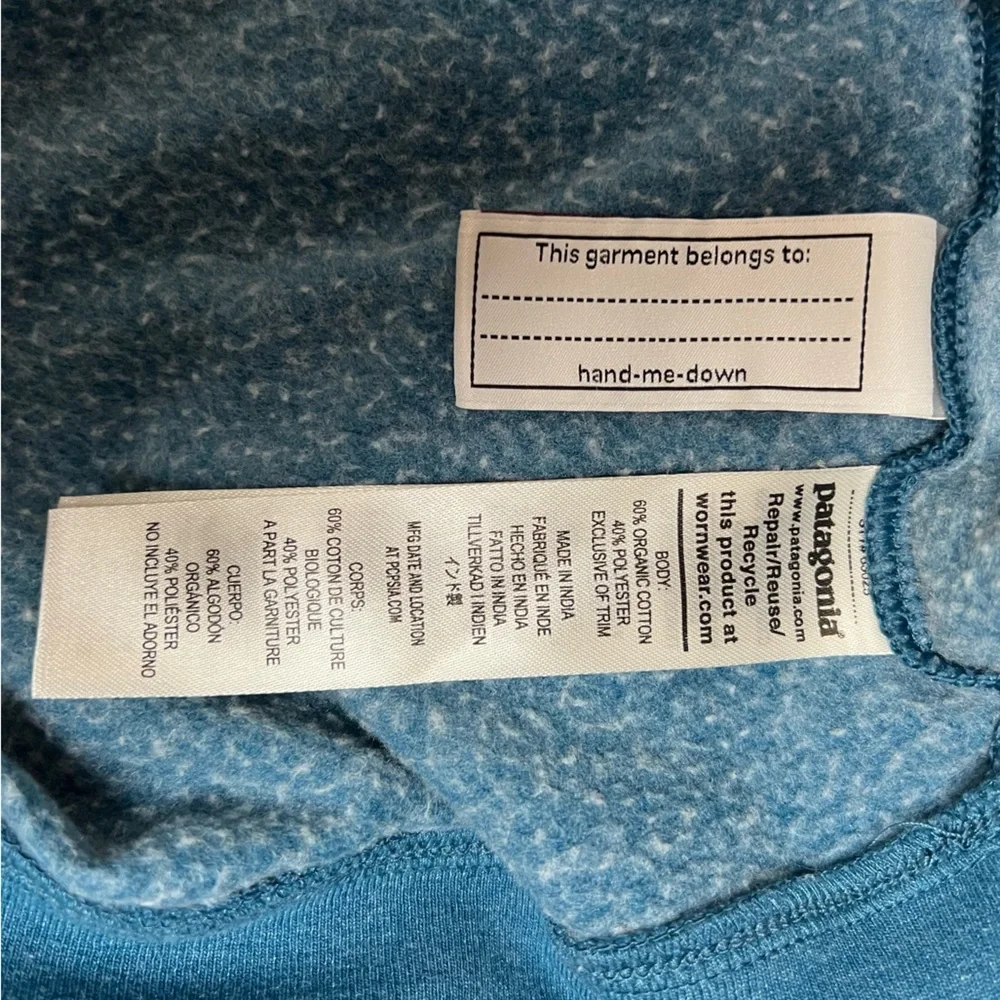 This garment belongs to:
hand-me-down
patagonia®
www.patagonia.com
Repair/Reuse/
Recycle
this product at
wornwear.com
BODY:
60% ORGANIC COTTON
40% POLYESTER
EXCLUSIVE OF TRIM
MADE IN INDIA
FABRIQUÉ EN INDE
HECHO EN INDIA
FATTO IN INDIA
TILLVERKAD I INDIEN
インド製
MFG DATE AND LOCATION
AT PCPSIA.COM
CORPS:
60% COTON DE CULTURE
BIOLOGIQUE
40% POLYESTER
A PART LA GARNITURE
CUERPO:
60% ALGODÓN
ORGÁNICO
40% POLIÉSTER
NO INCLUYE EL ADORNO